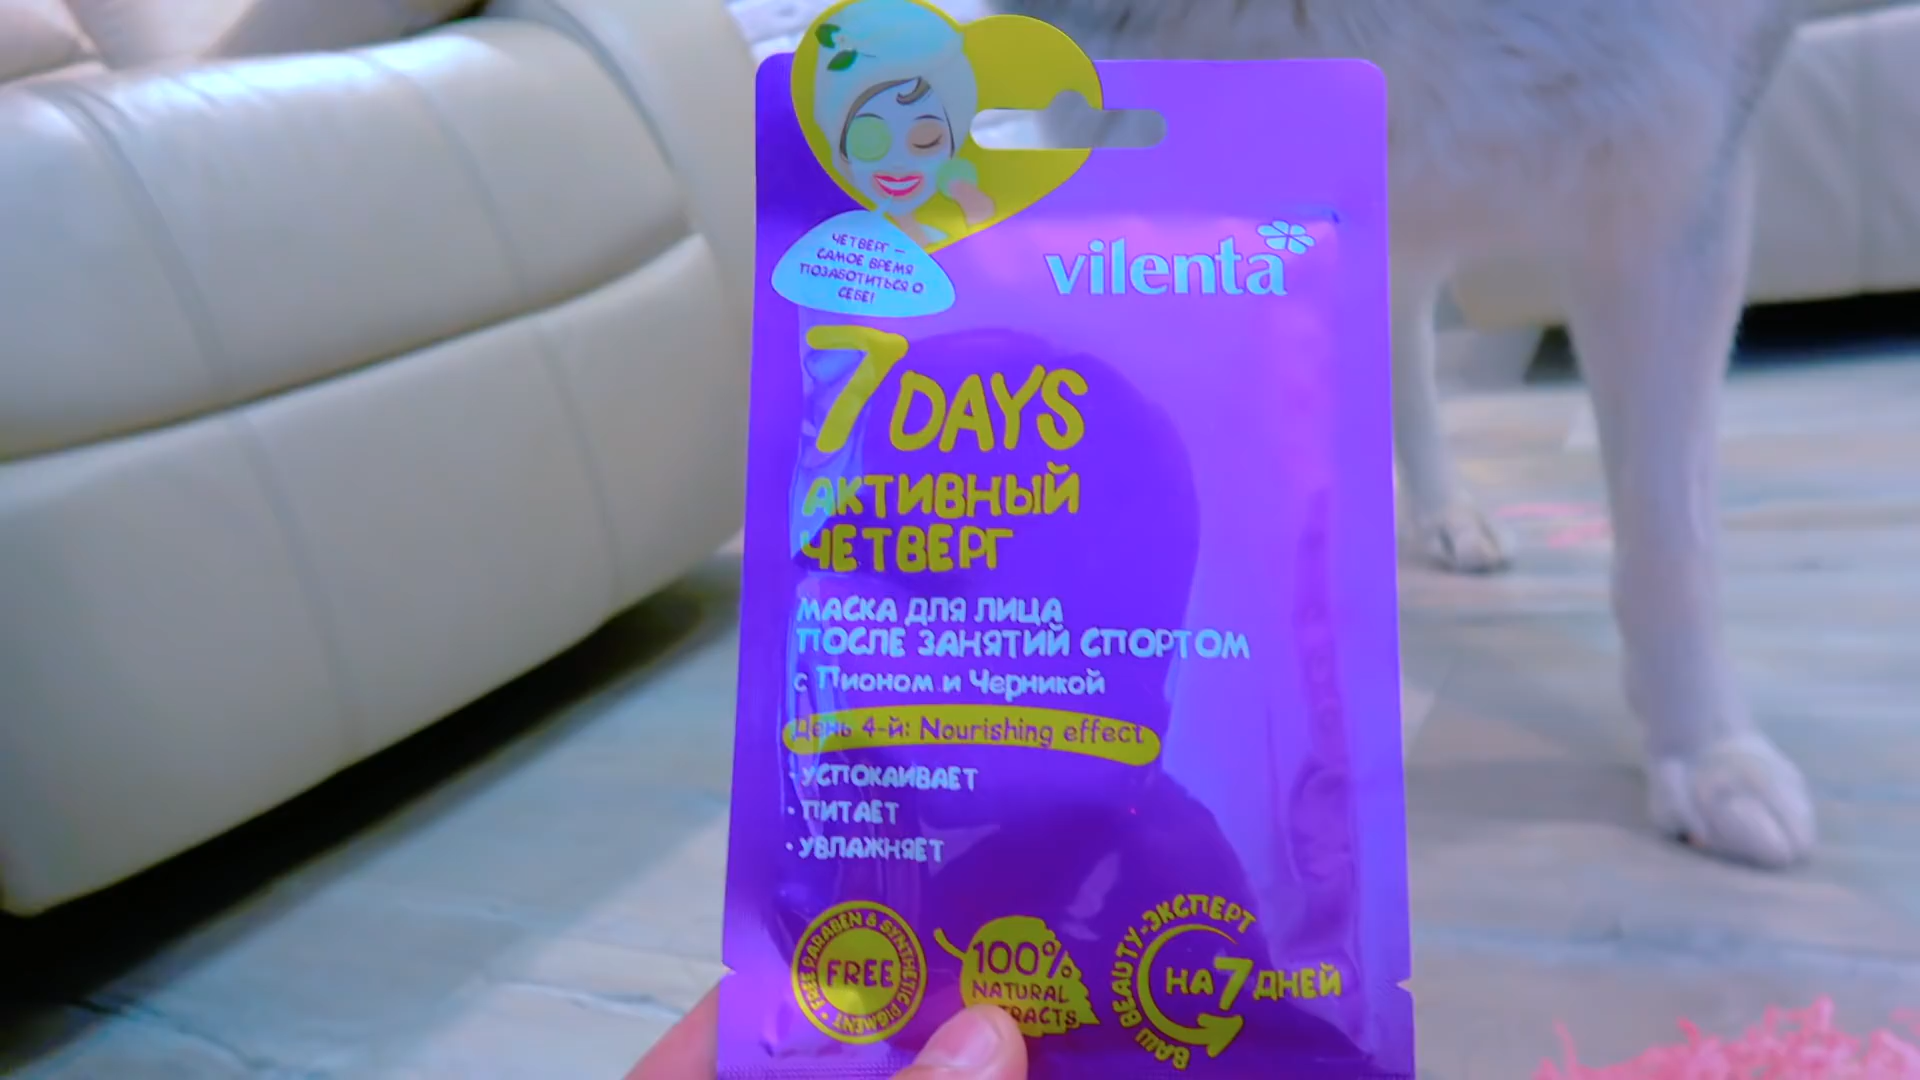 ЧЕТВЕРГ –
САМОЕ ВРЕМЯ
ПОЗАБОТИТЬСЯ О
СЕБЕ!
vilenta
7 DAYS
АКТИВНЫЙ
ЧЕТВЕРГ
МАСКА ДЛЯ ЛИЦА
ПОСЛЕ ЗАНЯТИЙ СПОРТОМ
с Пионом и Черникой
День 4-й: Nourishing effect
· УСПОКАИВАЕТ
· ПИТАЕТ
· УВЛАЖНЯЕТ
FREE PARABEN & SYNTHETIC PIGMENT
FREE
100%
NATURAL
ВАШ BEAUTY-ЭКСПЕРТ
НА 7 ДНЕЙ